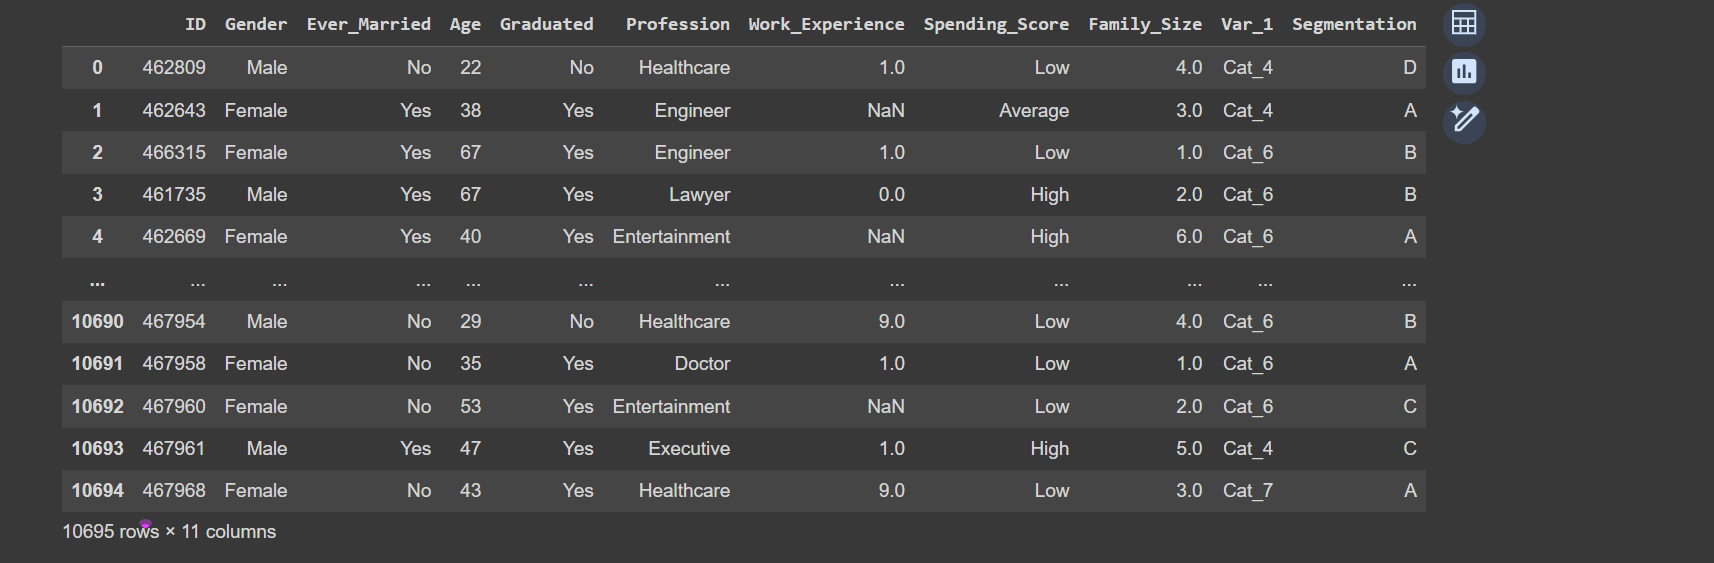 ID Gender Ever_Married Age Graduated Profession Work_Experience Spending_Score Family_Size Var_1 Segmentation
0 462809 Male No 22 No Healthcare 1.0 Low 4.0 Cat_4 D
1 462643 Female Yes 38 Yes Engineer NaN Average 3.0 Cat_4 A
2 466315 Female Yes 67 Yes Engineer 1.0 Low 1.0 Cat_6 B
3 461735 Male Yes 67 Yes Lawyer 0.0 High 2.0 Cat_6 B
4 462669 Female Yes 40 Yes Entertainment NaN High 6.0 Cat_6 A
... ... ... ... ... ... ... ... ... ... ... ...
10690 467954 Male No 29 No Healthcare 9.0 Low 4.0 Cat_6 B
10691 467958 Female No 35 Yes Doctor 1.0 Low 1.0 Cat_6 A
10692 467960 Female No 53 Yes Entertainment NaN Low 2.0 Cat_6 C
10693 467961 Male Yes 47 Yes Executive 1.0 High 5.0 Cat_4 C
10694 467968 Female No 43 Yes Healthcare 9.0 Low 3.0 Cat_7 A
10695 rows × 11 columns